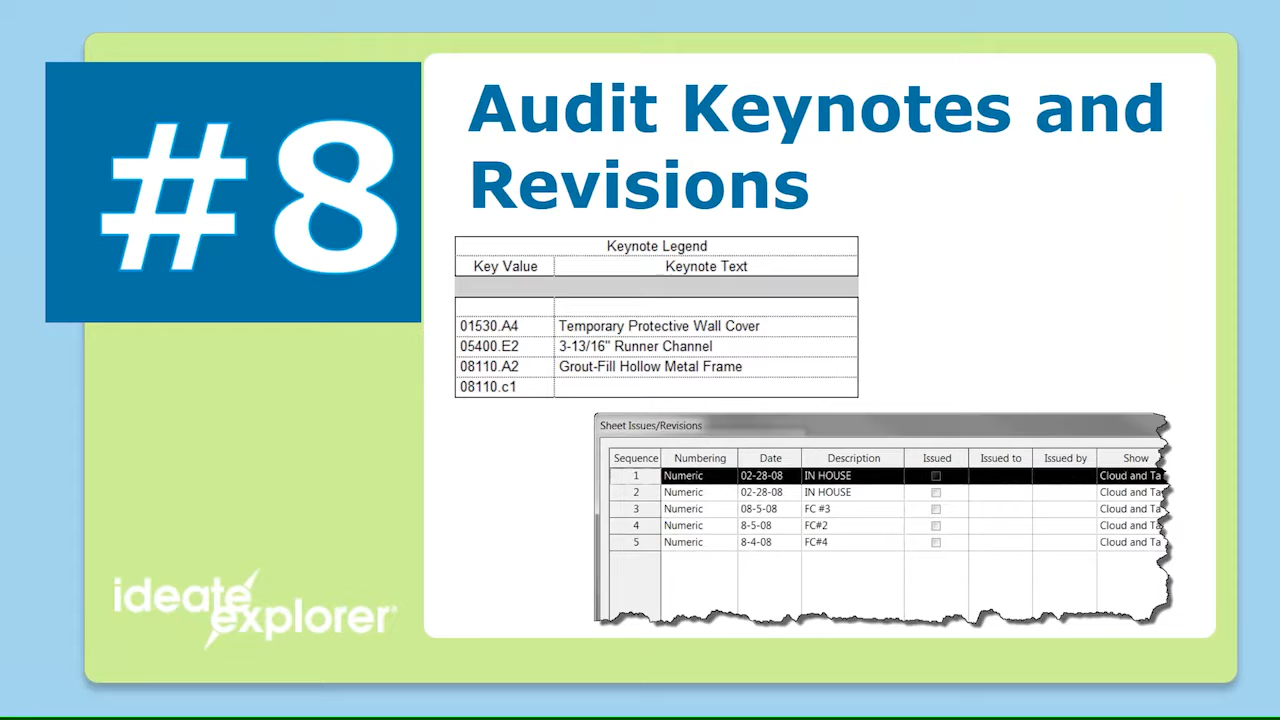 #8
Audit Keynotes and
Revisions
Keynote Legend
Key Value Keynote Text
01530.A4 Temporary Protective Wall Cover
05400.E2 3-13/16" Runner Channel
08110.A2 Grout-Fill Hollow Metal Frame
08110.c1
Sheet Issues/Revisions
Sequence Numbering Date Description Issued Issued to Issued by Show
1 Numeric 02-28-08 IN HOUSE Cloud and Ta
2 Numeric 02-28-08 IN HOUSE Cloud and Ta
3 Numeric 08-5-08 FC #3 Cloud and Ta
4 Numeric 8-5-08 FC#2 Cloud and Ta
5 Numeric 8-4-08 FC#4 Cloud and Ta
ideate
explorer